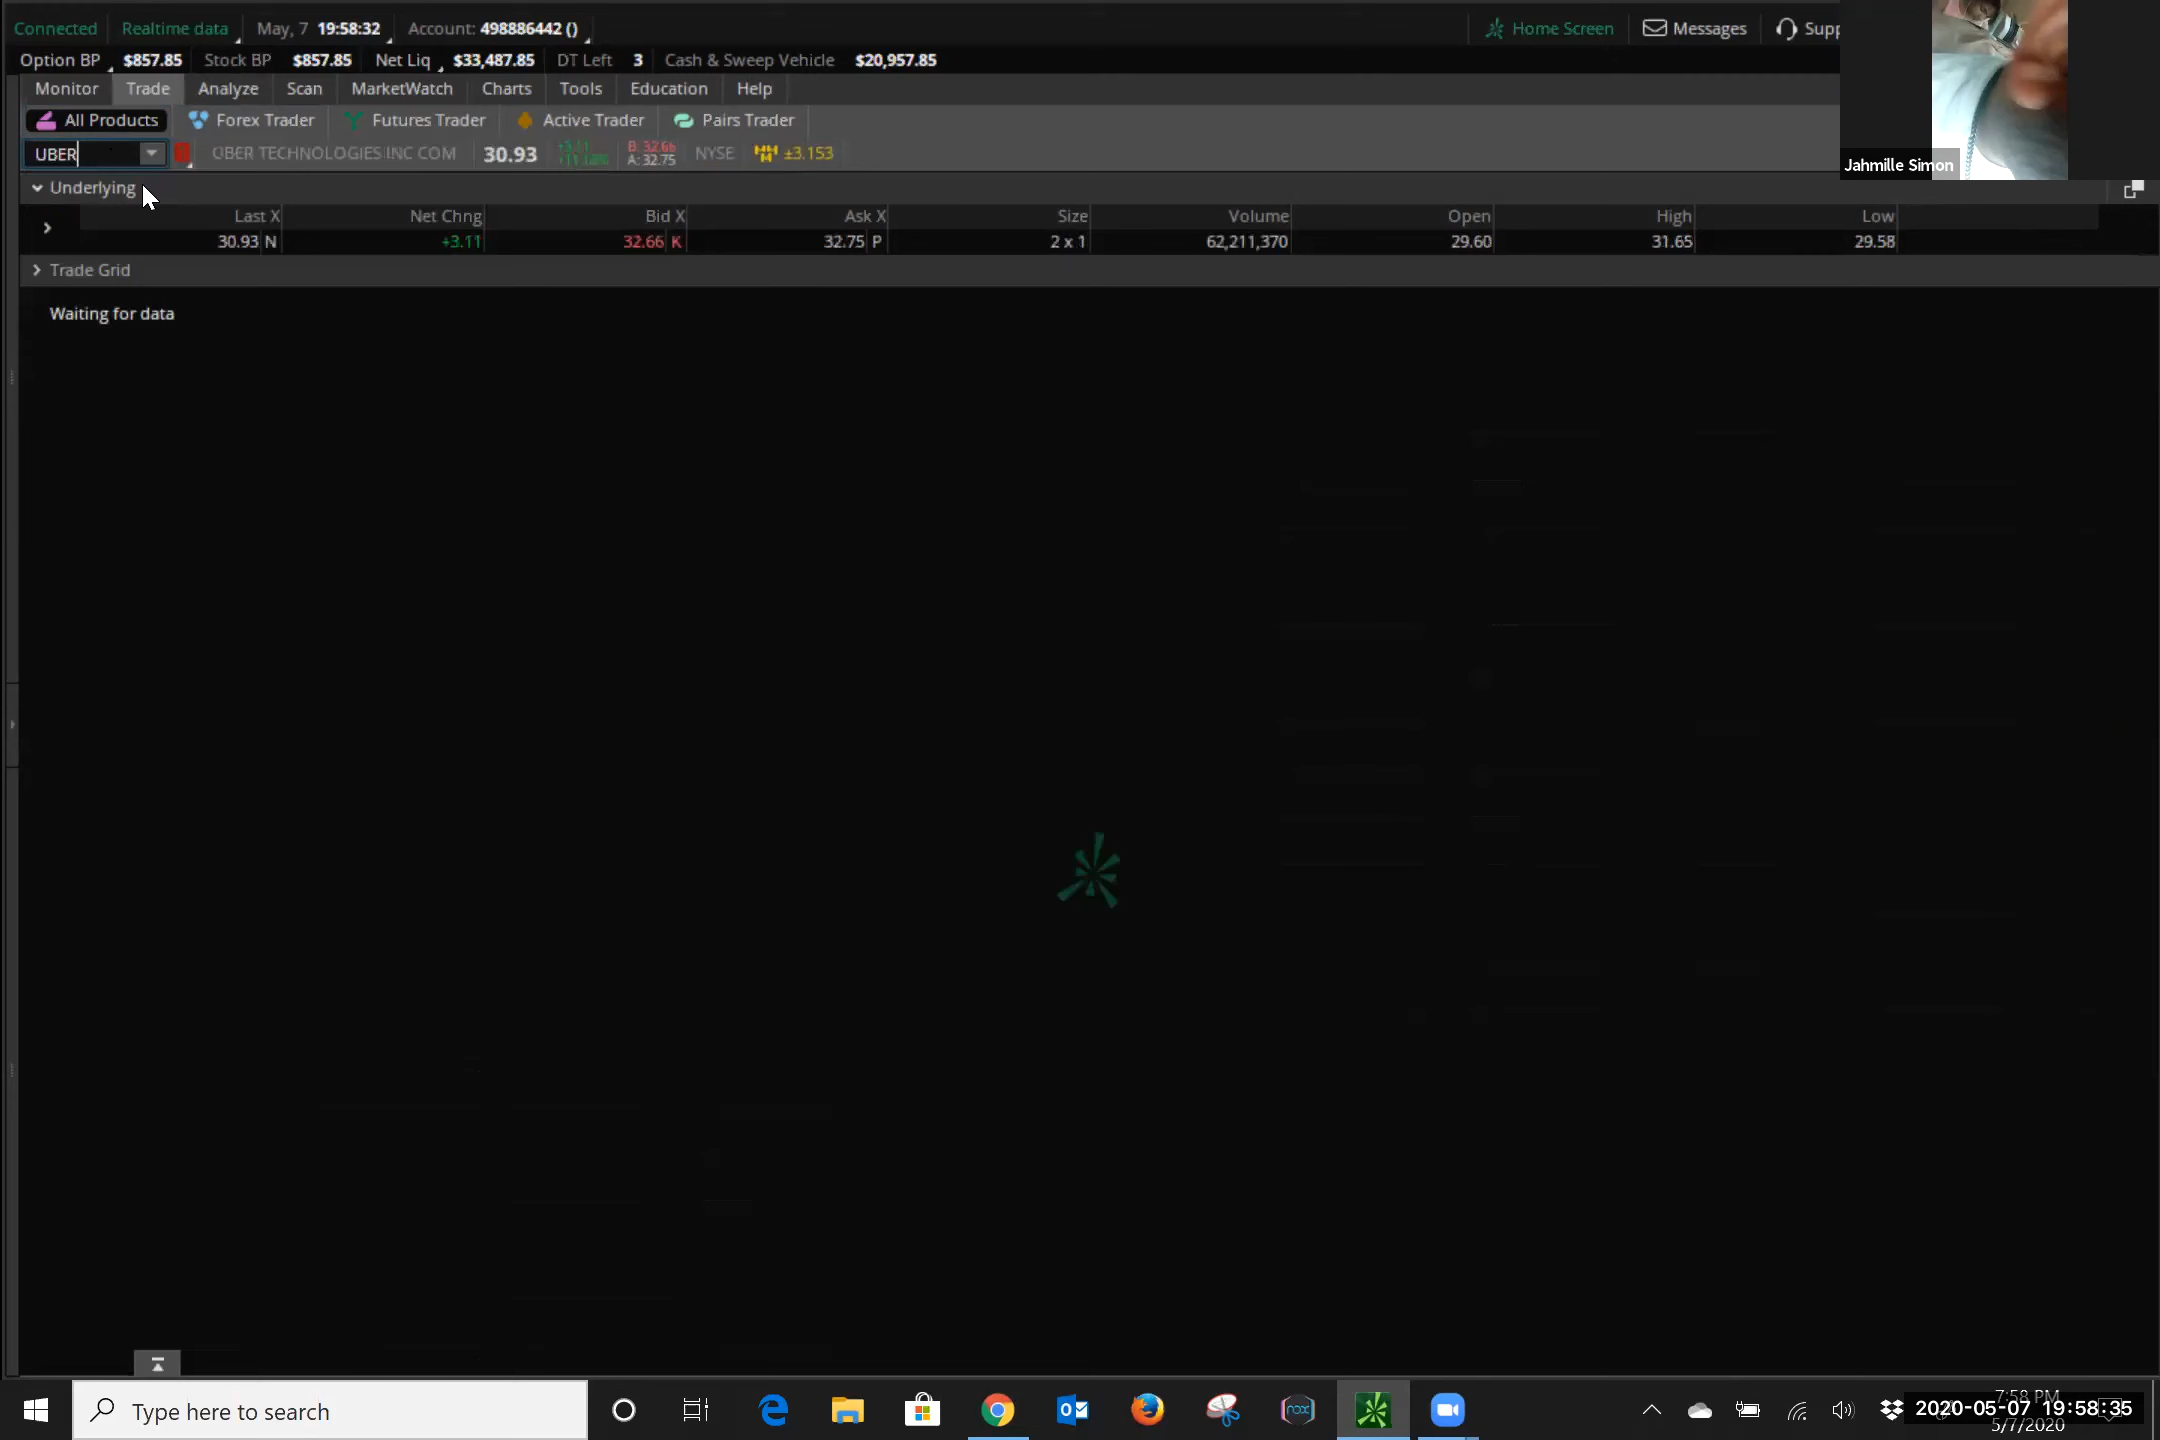 Connected Realtime data May, 7 19:58:32 Account: 498886442 () Home Screen Messages Supp
Option BP $857.85 Stock BP $857.85 Net Liq $33,487.85 DT Left 3 Cash & Sweep Vehicle $20,957.85
Monitor Trade Analyze Scan MarketWatch Charts Tools Education Help
All Products Forex Trader Futures Trader Active Trader Pairs Trader
UBER UBER TECHNOLOGIES INC COM 30.93 B: 32.66 A: 32.75 NYSE ±3.153
Jahmille Simon
Underlying
Last X Net Chng Bid X Ask X Size Volume Open High Low
30.93 N +3.11 32.66 K 32.75 P 2 x 1 62,211,370 29.60 31.65 29.58
Trade Grid
Waiting for data
Type here to search
nox
7:58 PM
2020-05-07 19:58:35
5/7/2020